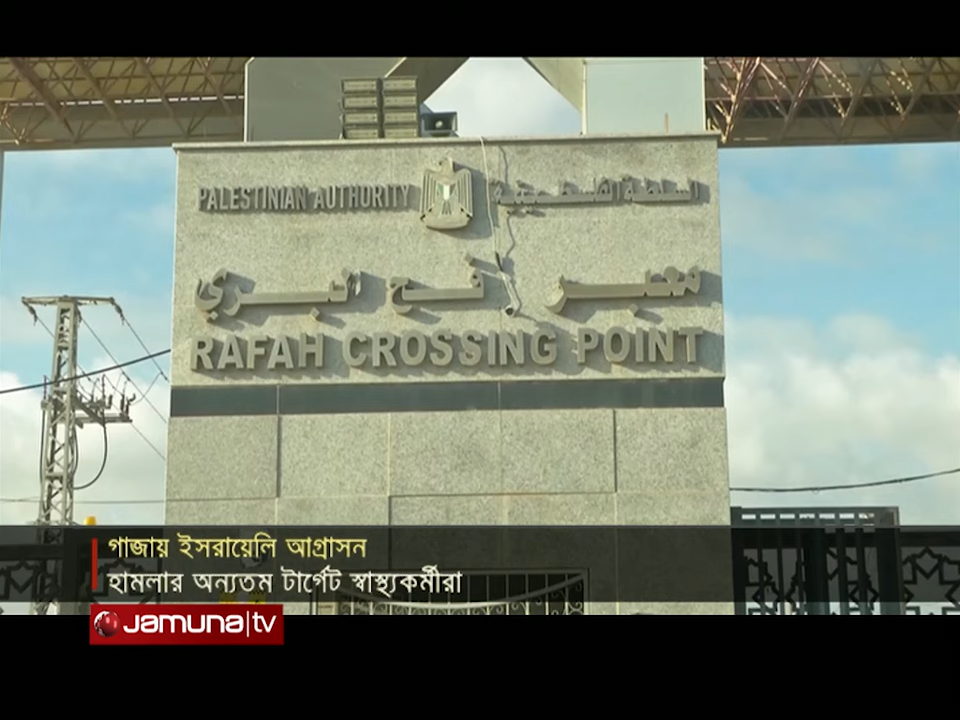 PALESTINIAN AUTHORITY السلطة الفلسطينية
معبر رفح البري
RAFAH CROSSING POINT
গাজায় ইসরায়েলি আগ্রাসন
হামলার অন্যতম টার্গেট স্বাস্থ্যকর্মীরা
Jamuna|tv